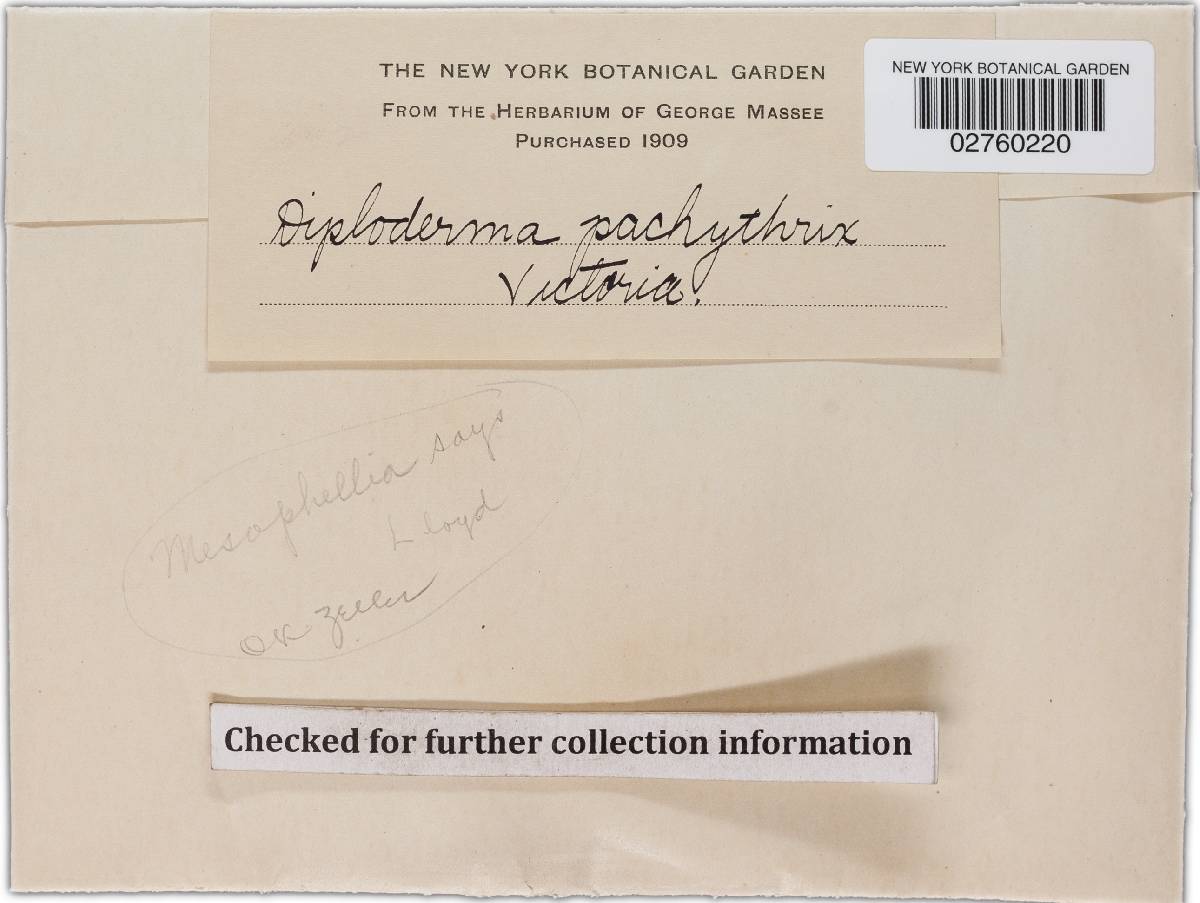 THE NEW YORK BOTANICAL GARDEN
FROM THE HERBARIUM OF GEORGE MASSEE
PURCHASED 1909
NEW YORK BOTANICAL GARDEN
02760220
Diploderma pachythrix
Victoria.
Mesophellia says
Lloyd
OK Zeller
Checked for further collection information